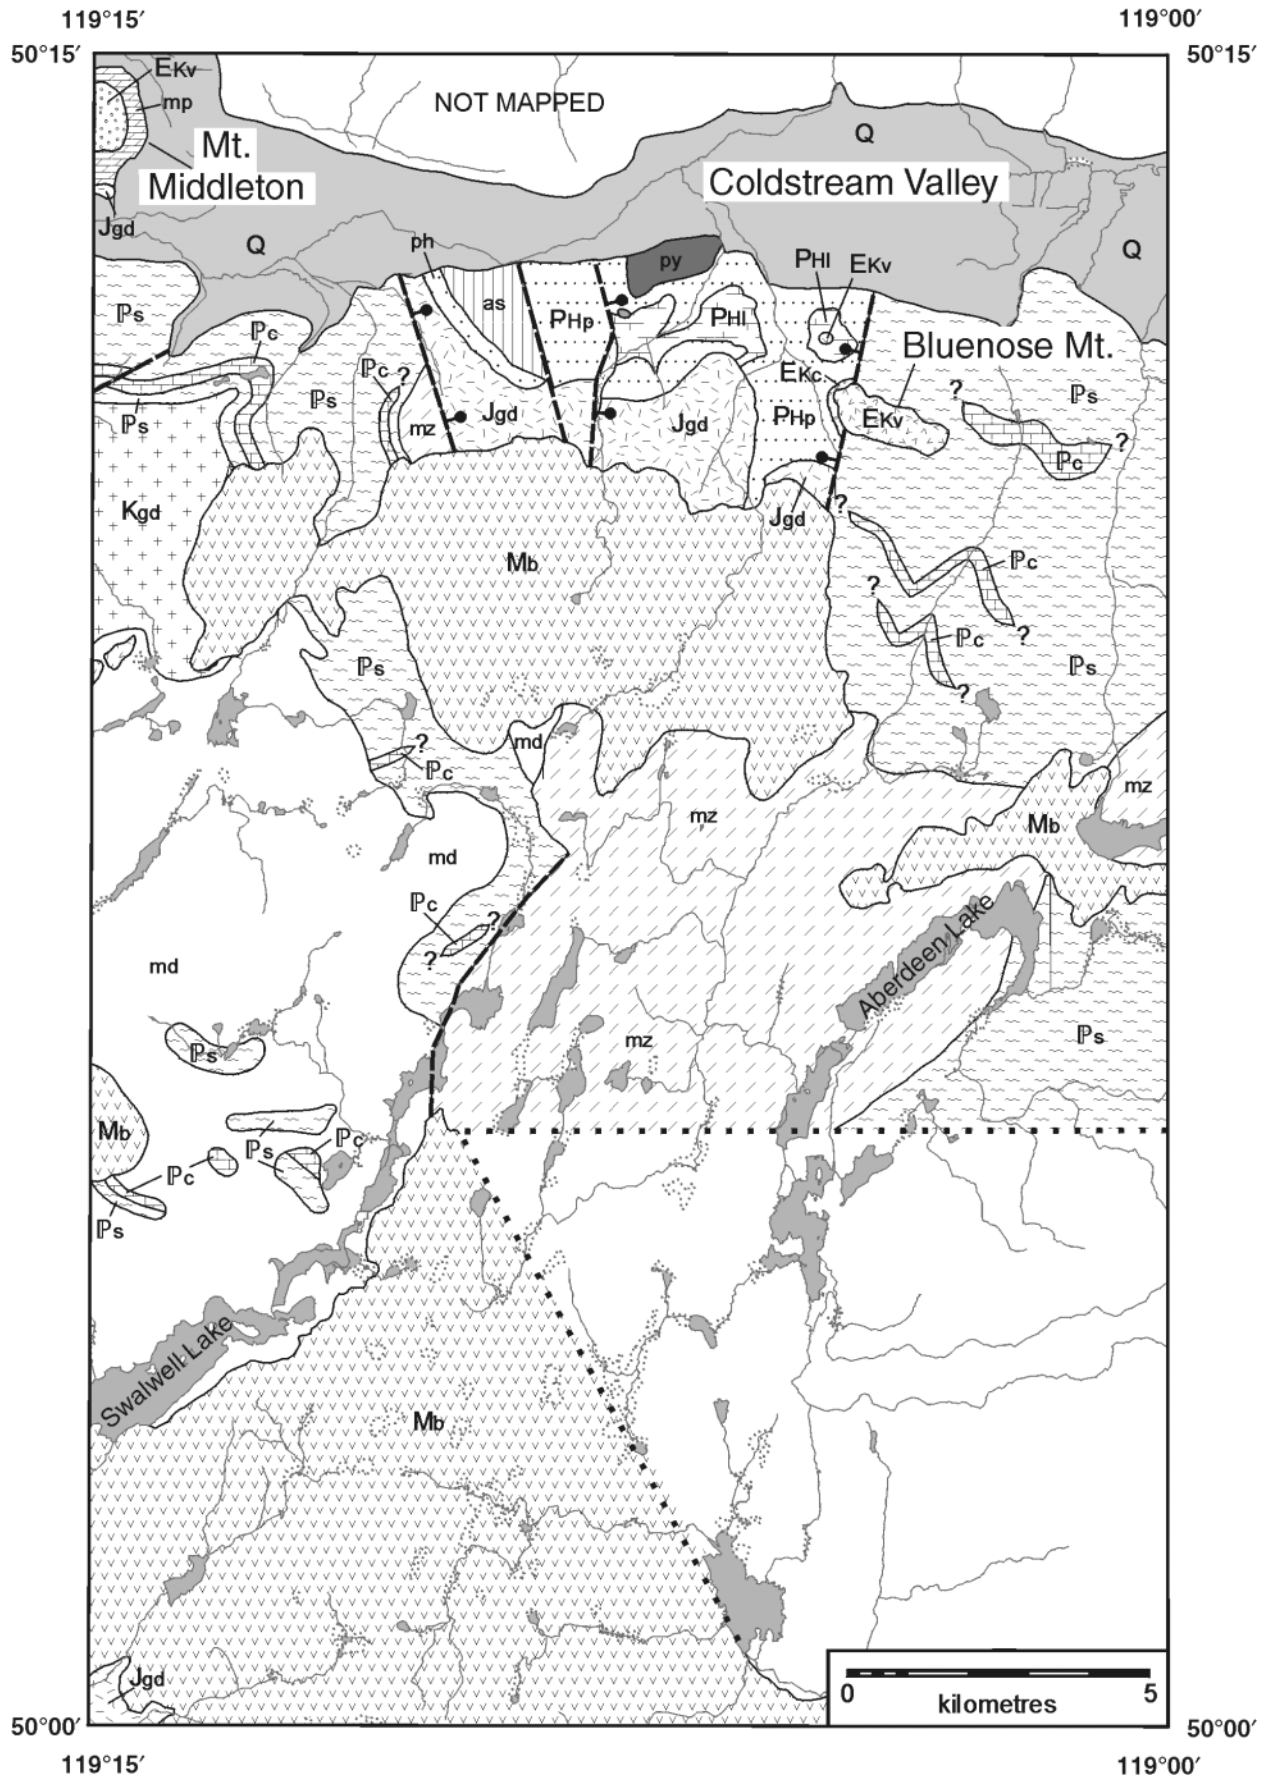 119°15′ 119°00′
50°15′ 50°15′
EKv
mp
NOT MAPPED
Mt.
Middleton
Q
Coldstream Valley
Jgd
Q
ph
py
PHl
EKv
Q
as
ℙs
PHp
PHl
ℙc
Bluenose Mt.
ℙc
?
EKc
?
ℙs
ℙs
ℙs
mz
Jgd
Jgd
PHp
EKv
?
ℙc
Kgd
Jgd
?
Mb
ℙc
?
?
ℙc
ℙs
ℙs
?
?
md
ℙc
mz
mz
Mb
md
ℙc
?
?
Aberdeen Lake
md
mz
ℙs
ℙs
Mb
ℙs
ℙc
ℙc
ℙs
Swalwell Lake
Mb
Jgd
0 5
kilometres
50°00′ 50°00′
119°15′ 119°00′